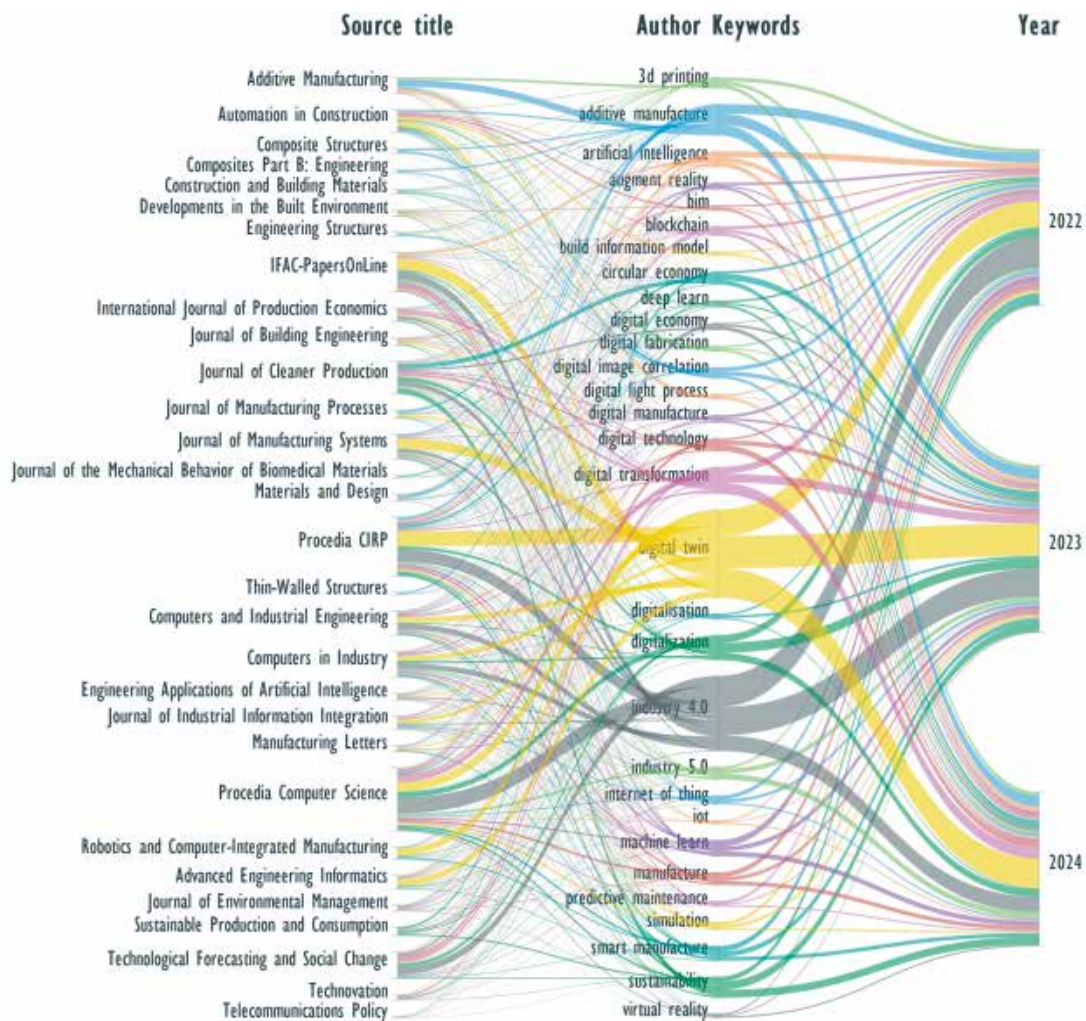 Source title
Author Keywords
Year
Additive Manufacturing
Automation in Construction
Composite Structures
Composites Part B: Engineering
Construction and Building Materials
Developments in the Built Environment
Engineering Structures
IFAC-PapersOnLine
International Journal of Production Economics
Journal of Building Engineering
Journal of Cleaner Production
Journal of Manufacturing Processes
Journal of Manufacturing Systems
Journal of the Mechanical Behavior of Biomedical Materials
Materials and Design
Procedia CIRP
Thin-Walled Structures
Computers and Industrial Engineering
Computers in Industry
Engineering Applications of Artificial Intelligence
Journal of Industrial Information Integration
Manufacturing Letters
Procedia Computer Science
Robotics and Computer-Integrated Manufacturing
Advanced Engineering Informatics
Journal of Environmental Management
Sustainable Production and Consumption
Technological Forecasting and Social Change
Technovation
Telecommunications Policy
3d printing
additive manufacture
artificial intelligence
augment reality
bim
blockchain
build information model
circular economy
deep learn
digital economy
digital fabrication
digital image correlation
digital light process
digital manufacture
digital technology
digital transformation
digital twin
digitalisation
digitalization
industry 4.0
industry 5.0
internet of thing
iot
machine learn
manufacture
predictive maintenance
simulation
smart manufacture
sustainability
virtual reality
2022
2023
2024